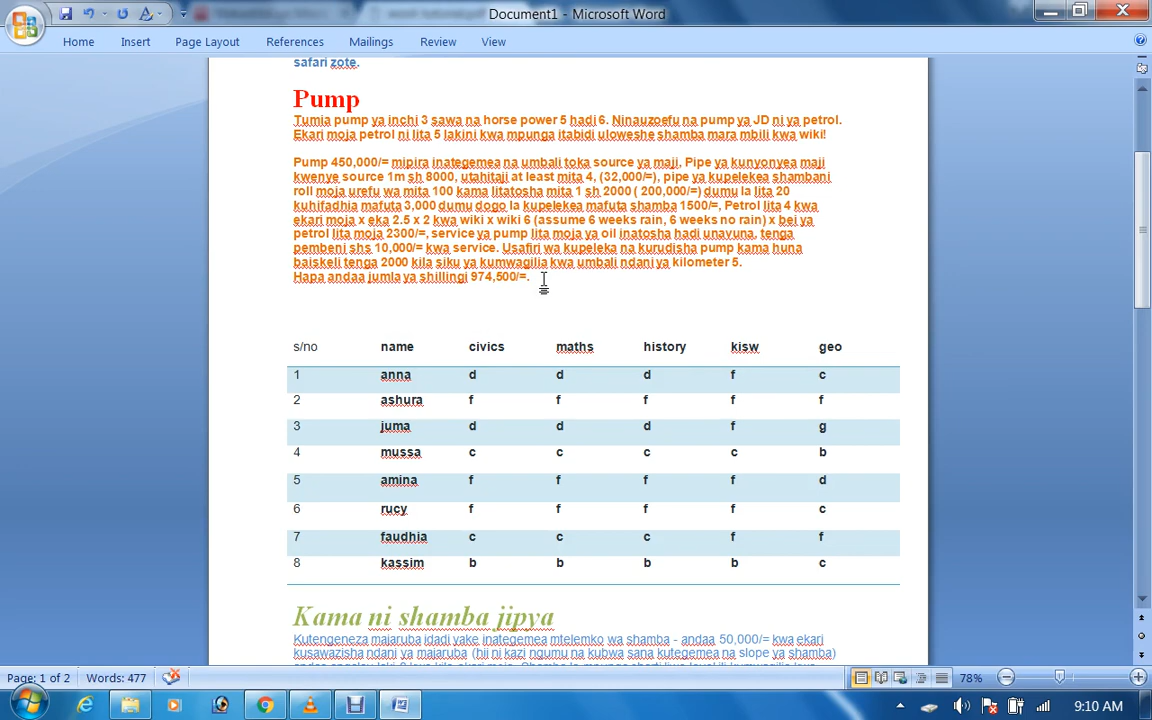 Document1 - Microsoft Word
Home Insert Page Layout References Mailings Review View
safari zote.
Pump
Tumia pump ya inchi 3 sawa na horse power 5 hadi 6. Ninauzoefu na pump ya JD ni ya petrol.
Ekari moja petrol ni lita 5 lakini kwa mpunga itabidi uloweshe shamba mara mbili kwa wiki!
Pump 450,000/= mipira inategemea na umbali toka source ya maji. Pipe ya kunyonyea maji
kwenye source 1m sh 8000, utahitaji at least mita 4, (32,000/=), pipe ya kupelekea shambani
roll moja urefu wa mita 100 kama litatosha mita 1 sh 2000 ( 200,000/=) dumu la lita 20
kuhifadhia mafuta 3,000 dumu dogo la kupelekea mafuta shamba 1500/=. Petrol lita 4 kwa
ekari moja x eka 2.5 x 2 kwa wiki x wiki 6 (assume 6 weeks rain, 6 weeks no rain) x bei ya
petrol lita moja 2300/=, service ya pump lita moja ya oil inatosha hadi unavuna, tenga
pembeni shs 10,000/= kwa service. Usafiri wa kupeleka na kurudisha pump kama huna
baiskeli tenga 2000 kila siku ya kumwagilia kwa umbali ndani ya kilometer 5.
Hapa andaa jumla ya shillingi 974,500/=.
s/no name civics maths history kisw geo
1 anna d d d f c
2 ashura f f f f f
3 juma d d d f g
4 mussa c c c c b
5 amina f f f f d
6 rucy f f f f c
7 faudhia c c c f f
8 kassim b b b b c
Kama ni shamba jipya
Kutengeneza majaruba idadi yake inategemea mtelemko wa shamba - andaa 50,000/= kwa ekari
kusawazisha ndani ya majaruba (hii ni kazi ngumu na kubwa sana kutegemea na slope ya shamba)
Page: 1 of 2 Words: 477 78%
9:10 AM